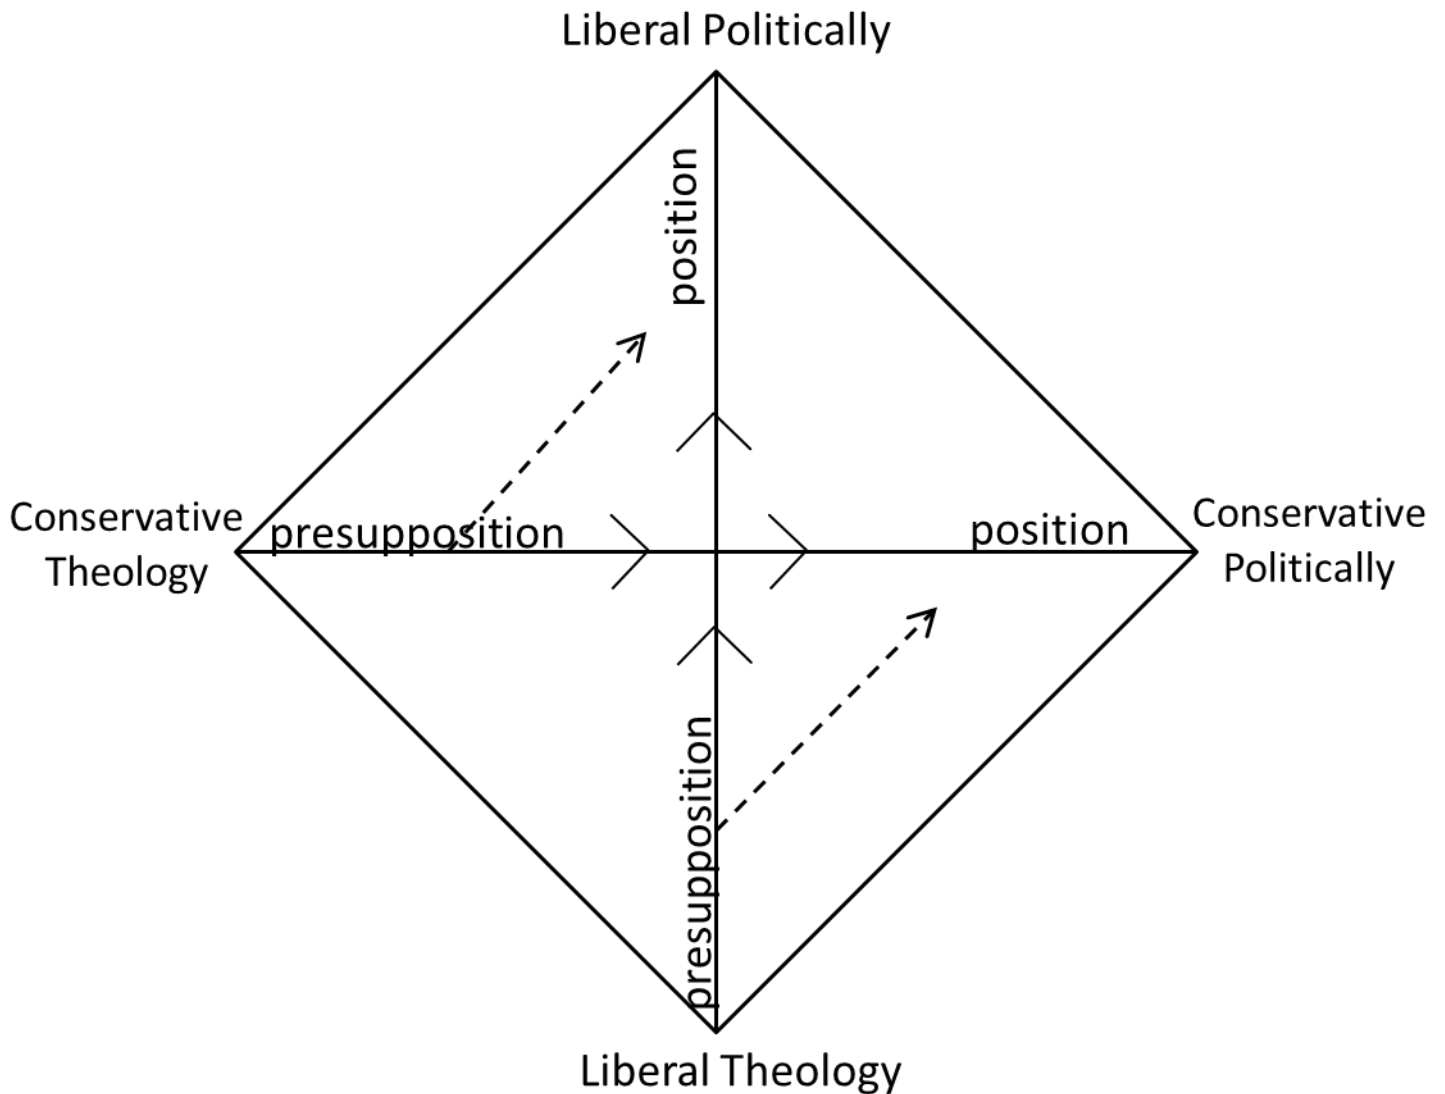 Liberal Politically
position
Conservative
Theology
presupposition
position
Conservative
Politically
presupposition
Liberal Theology